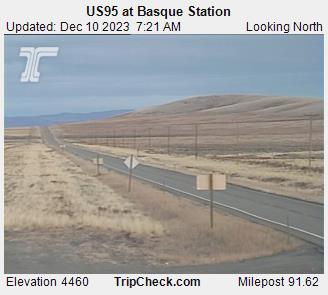 US95 at Basque Station
Updated: Dec 10 2023 7:21 AM Looking North
Elevation 4460 TripCheck.com Milepost 91.62